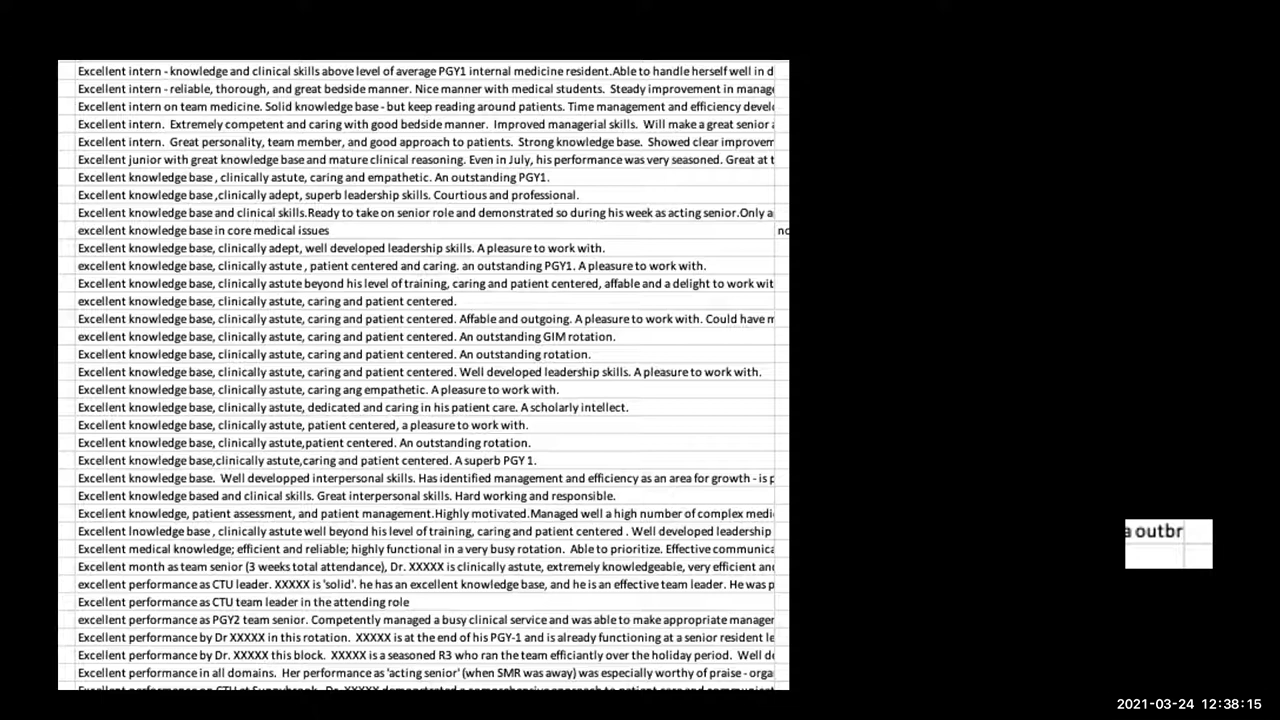 Excellent intern - knowledge and clinical skills above level of average PGY1 internal medicine resident.Able to handle herself well in d
Excellent intern - reliable, thorough, and great bedside manner. Nice manner with medical students.  Steady improvement in manage
Excellent intern on team medicine. Solid knowledge base - but keep reading around patients. Time management and efficiency develo
Excellent intern.  Extremely competent and caring with good bedside manner.  Improved managerial skills.  Will make a great senior a
Excellent intern.  Great personality, team member, and good approach to patients.  Strong knowledge base.  Showed clear improvem
Excellent junior with great knowledge base and mature clinical reasoning. Even in July, his performance was very seasoned. Great at t
Excellent knowledge base , clinically astute, caring and empathetic. An outstanding PGY1.
Excellent knowledge base ,clinically adept, superb leadership skills. Courtious and professional.
Excellent knowledge base and clinical skills.Ready to take on senior role and demonstrated so during his week as acting senior.Only a
excellent knowledge base in core medical issues no
Excellent knowledge base, clinically adept, well developed leadership skills. A pleasure to work with.
excellent knowledge base, clinically astute , patient centered and caring. an outstanding PGY1. A pleasure to work with.
Excellent knowledge base, clinically astute beyond his level of training, caring and patient centered, affable and a delight to work wit
excellent knowledge base, clinically astute, caring and patient centered.
Excellent knowledge base, clinically astute, caring and patient centered. Affable and outgoing. A pleasure to work with. Could have m
excellent knowledge base, clinically astute, caring and patient centered. An outstanding GIM rotation.
Excellent knowledge base, clinically astute, caring and patient centered. An outstanding rotation.
Excellent knowledge base, clinically astute, caring and patient centered. Well developed leadership skills. A pleasure to work with.
excellent knowledge base, clinically astute, caring ang empathetic. A pleasure to work with.
Excellent knowledge base, clinically astute, dedicated and caring in his patient care. A scholarly intellect.
Excellent knowledge base, clinically astute, patient centered, a pleasure to work with.
Excellent knowledge base, clinically astute,patient centered. An outstanding rotation.
Excellent knowledge base,clinically astute,caring and patient centered. A superb PGY 1.
Excellent knowledge base.  Well developped interpersonal skills. Has identified management and efficiency as an area for growth - is p
Excellent knowledge based and clinical skills. Great interpersonal skills. Hard working and responsible.
Excellent knowledge, patient assessment, and patient management.Highly motivated.Managed well a high number of complex medi
Excellent lnowledge base , clinically astute well beyond his level of training, caring and patient centered . Well developed leadership
a outbr
Excellent medical knowledge; efficient and reliable; highly functional in a very busy rotation.  Able to prioritize. Effective communica
Excellent month as team senior (3 weeks total attendance), Dr. XXXXX is clinically astute, extremely knowledgeable, very efficient and
excellent performance as CTU leader. XXXXX is 'solid'. he has an excellent knowledge base, and he is an effective team leader. He was p
Excellent performance as CTU team leader in the attending role
excellent performance as PGY2 team senior. Competently managed a busy clinical service and was able to make appropriate manager
Excellent performance by Dr XXXXX in this rotation.  XXXXX is at the end of his PGY-1 and is already functioning at a senior resident le
Excellent performance by Dr. XXXXX this block.  XXXXX is a seasoned R3 who ran the team efficiantly over the holiday period.  Well de
Excellent performance in all domains.  Her performance as 'acting senior' (when SMR was away) was especially worthy of praise - orga
2021-03-24 12:38:15